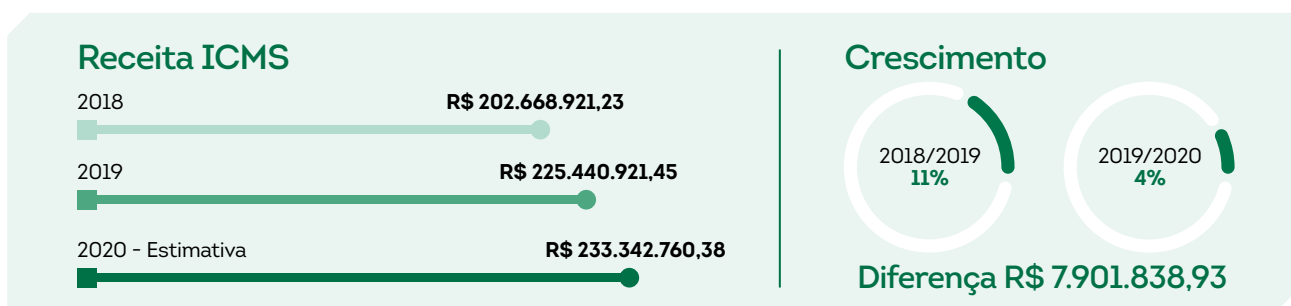 Receita ICMS
2018 R$ 202.668.921,23
2019 R$ 225.440.921,45
2020 - Estimativa R$ 233.342.760,38
Crescimento
2018/2019
11%
2019/2020
4%
Diferença R$ 7.901.838,93